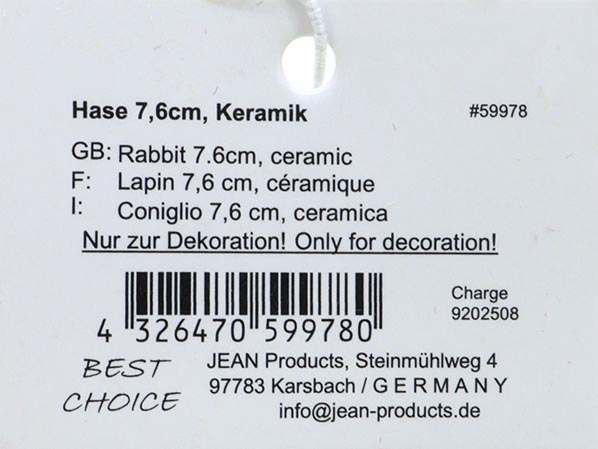 Hase 7,6cm, Keramik #59978
GB: Rabbit 7.6cm, ceramic
F: Lapin 7,6 cm, céramique
I: Coniglio 7,6 cm, ceramica
Nur zur Dekoration! Only for decoration!
Charge
9202508
4 326470 599780
BEST
CHOICE
JEAN Products, Steinmühlweg 4
97783 Karsbach / GERMANY
info@jean-products.de